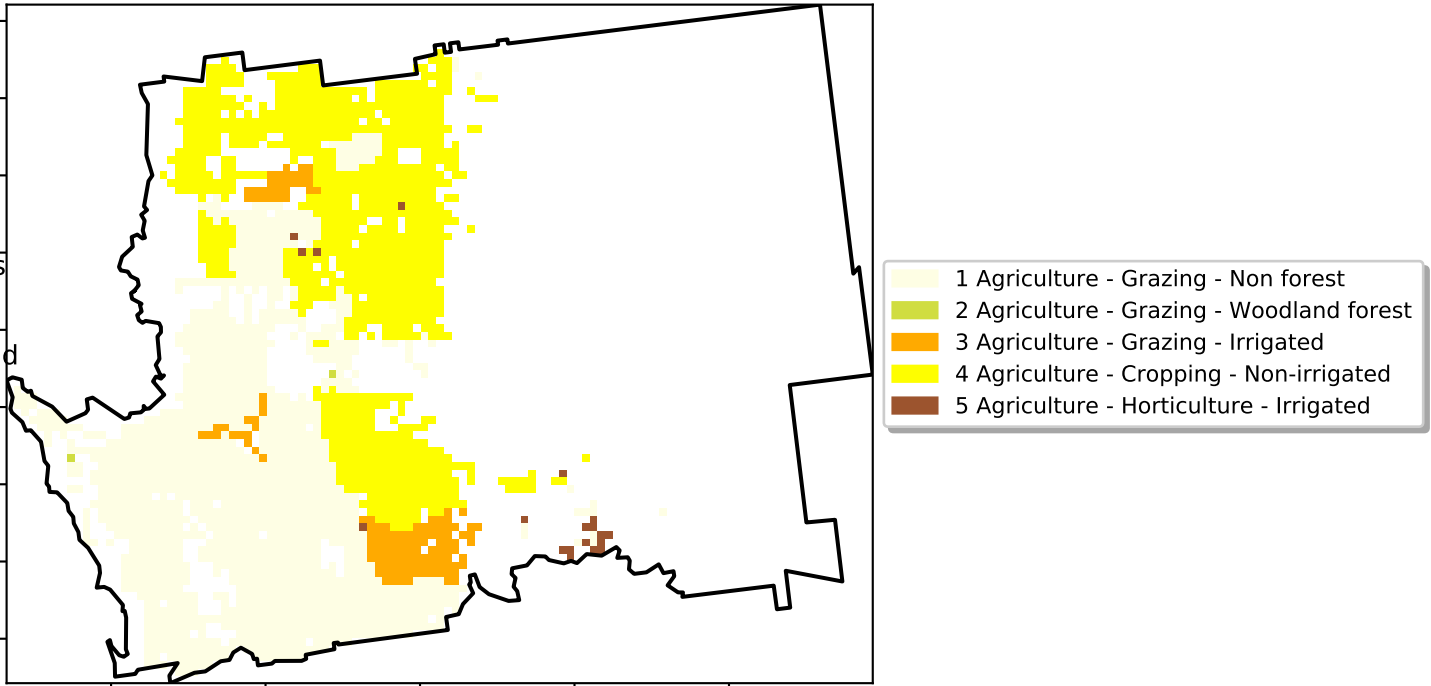 s
d
1 Agriculture - Grazing - Non forest
2 Agriculture - Grazing - Woodland forest
3 Agriculture - Grazing - Irrigated
4 Agriculture - Cropping - Non-irrigated
5 Agriculture - Horticulture - Irrigated